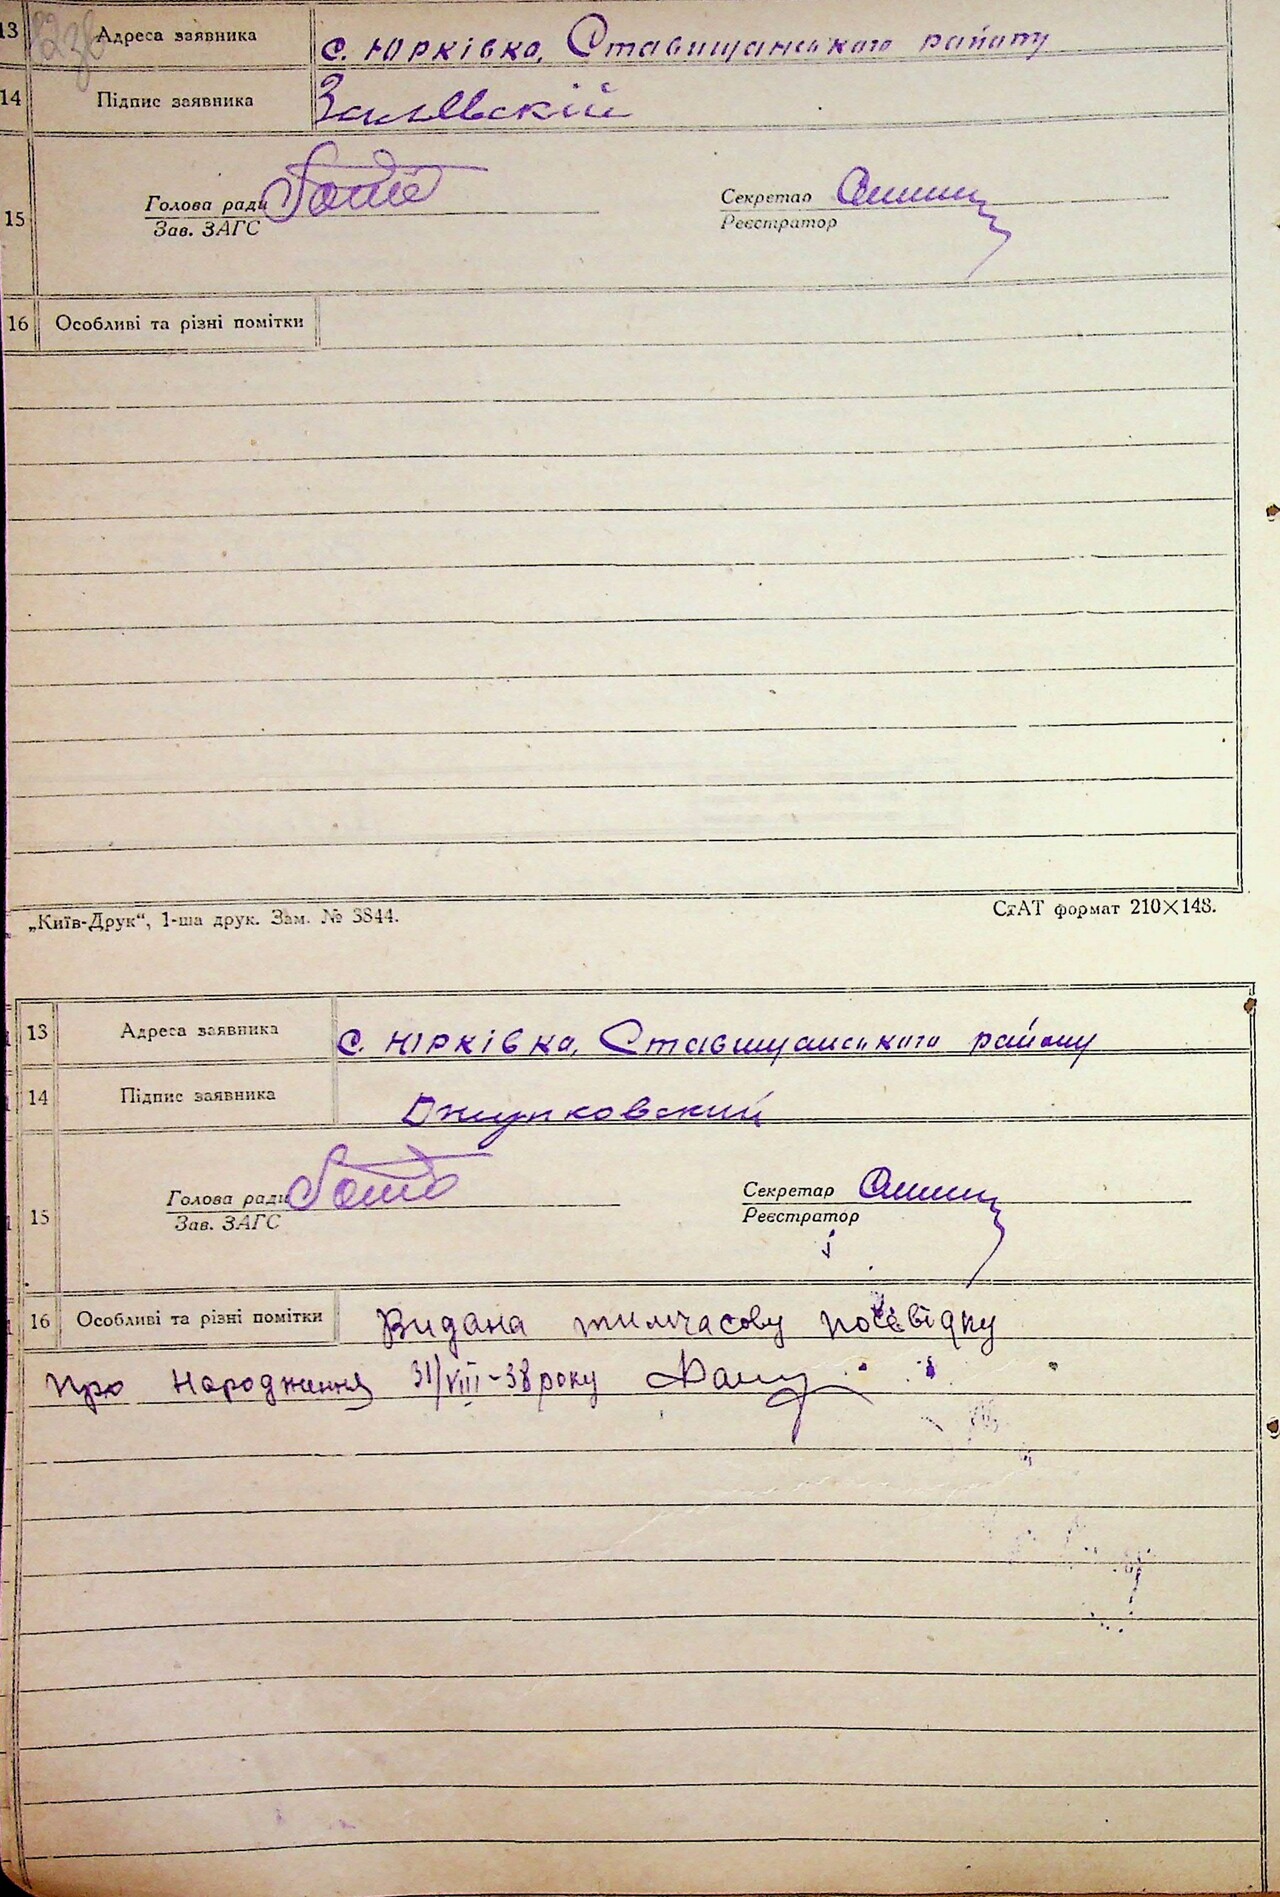 13 Адреса заявника с. Юрківка, Ставищанського району
14 Підпис заявника
15 Голова ради Секретар
Зав. ЗАГС Реєстратор
16 Особливі та різні помітки
„Київ-Друк“, 1-ша друк. Зам. № 3844. СтАТ формат 210×148.
13 Адреса заявника с. Юрківка, Ставищанського району
14 Підпис заявника
15 Голова ради Секретар
Зав. ЗАГС Реєстратор
16 Особливі та різні помітки Видана тимчасову посвідку
про народження 31/VIII-38 року